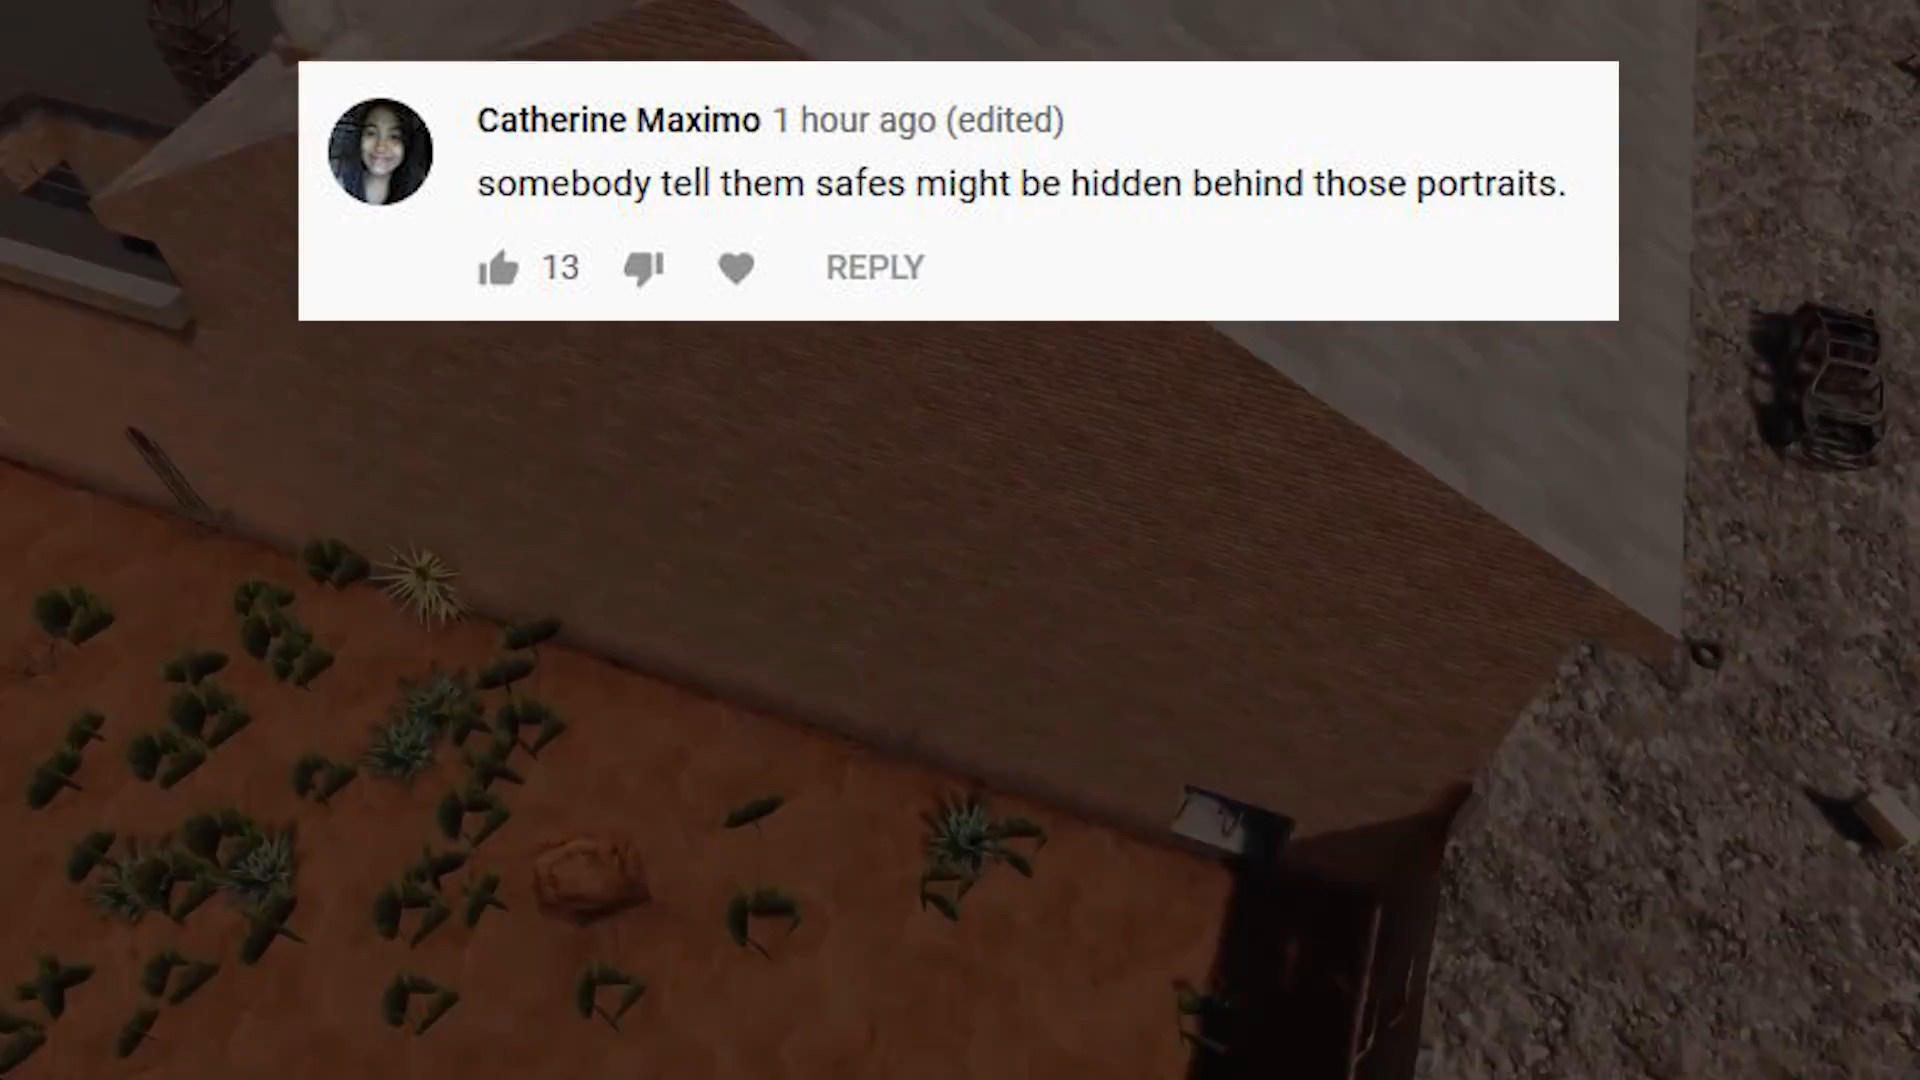 Catherine Maximo 1 hour ago (edited)
somebody tell them safes might be hidden behind those portraits.
13 REPLY